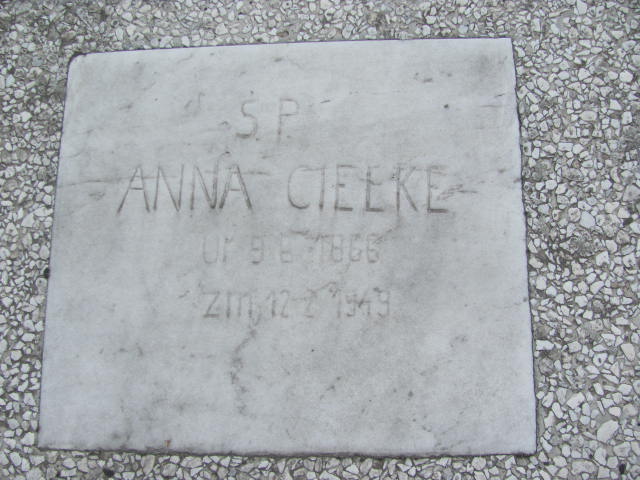 S.P.
ANNA CIEŁKE
UR 9 8 1866
ZM. 12 2 1949